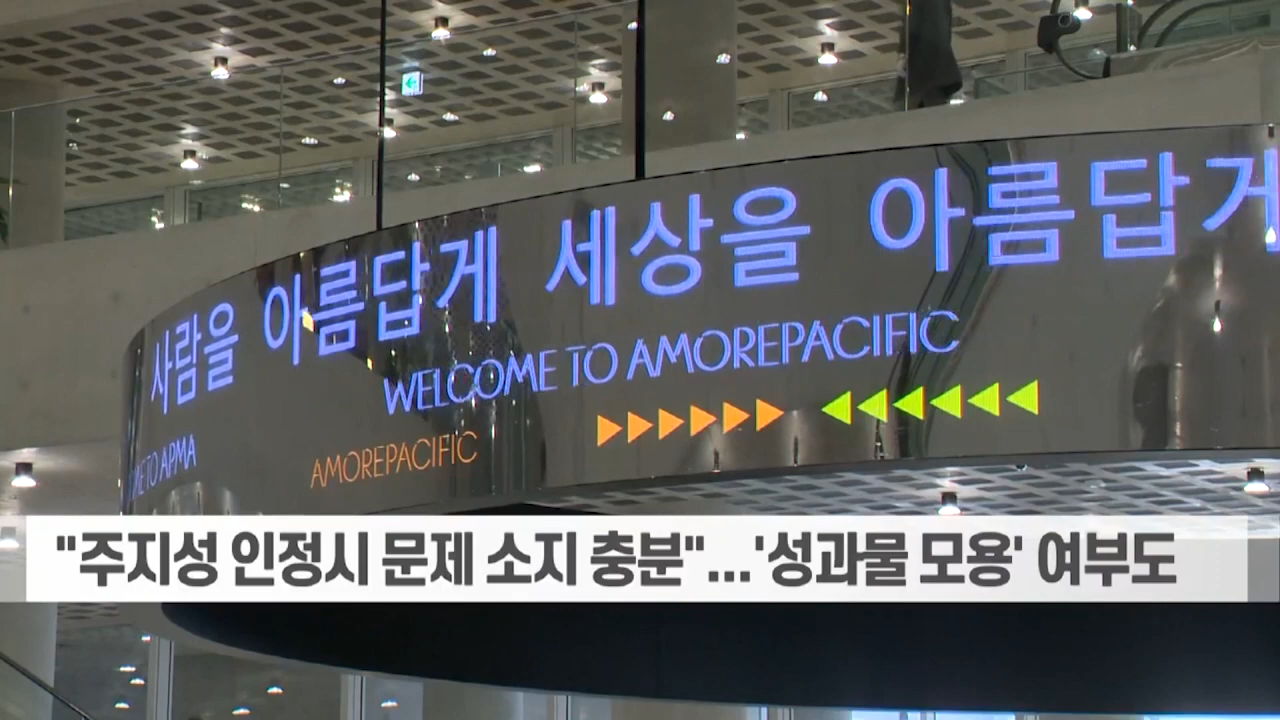 사람을 아름답게 세상을 아름답게
WELCOME TO AMOREPACIFIC
TO APMA
AMOREPACIFIC
"주지성 인정시 문제 소지 충분"...'성과물 모용' 여부도